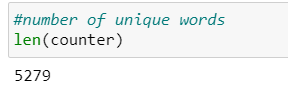 #number of unique words
len(counter)
5279